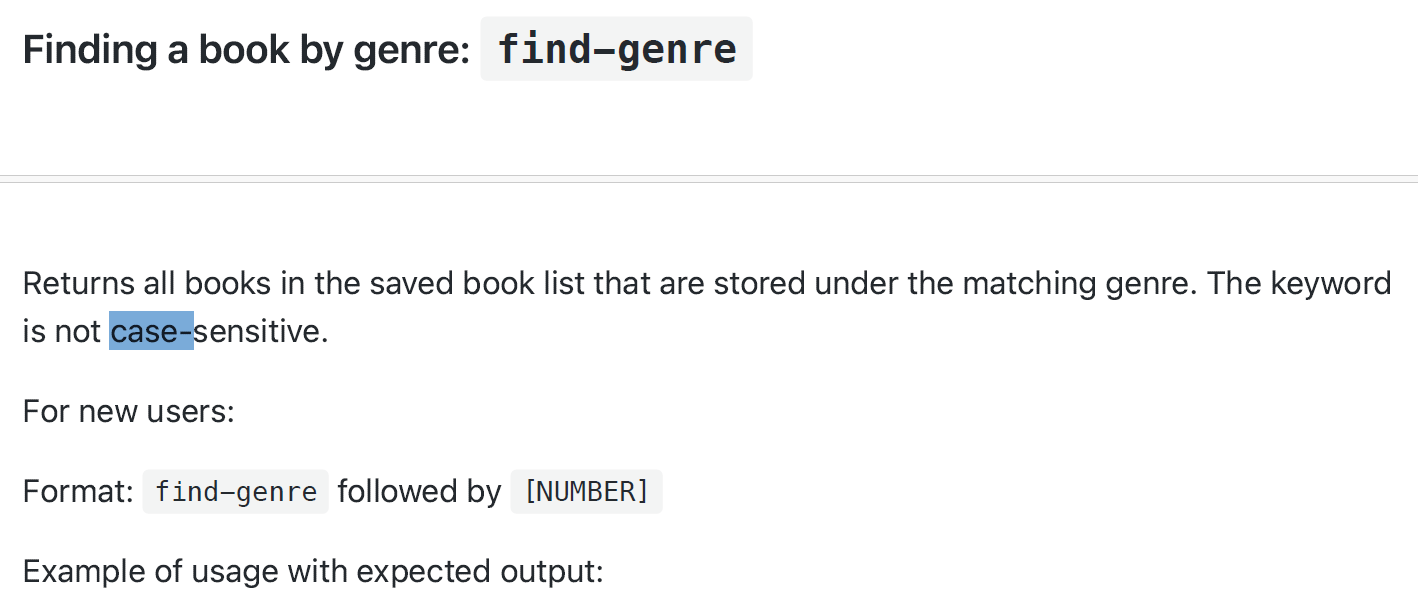 Finding a book by genre: find-genre
Returns all books in the saved book list that are stored under the matching genre. The keyword
is not case-sensitive.
For new users:
Format: find-genre followed by [NUMBER]
Example of usage with expected output: